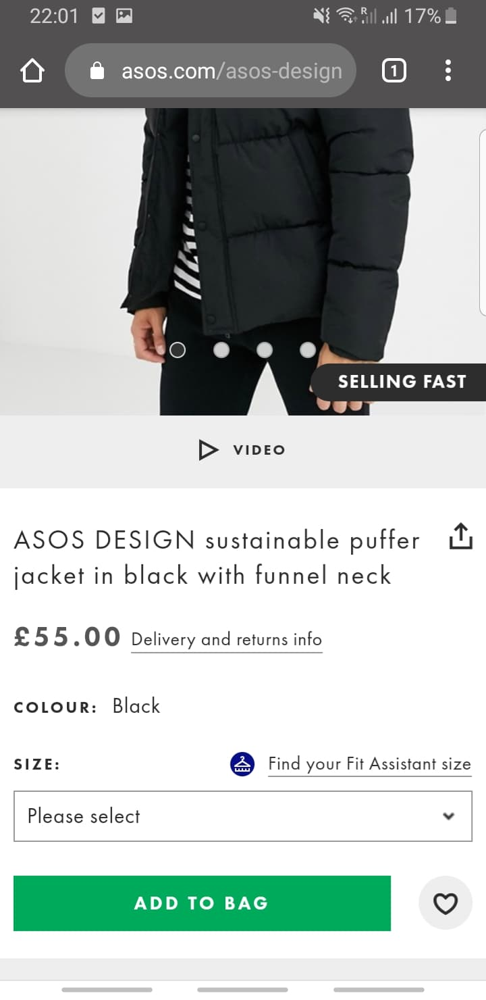 22:01
R
17%
asos.com/asos-design
1
SELLING FAST
VIDEO
ASOS DESIGN sustainable puffer
jacket in black with funnel neck
£55.00 Delivery and returns info
COLOUR: Black
SIZE: Find your Fit Assistant size
Please select
ADD TO BAG